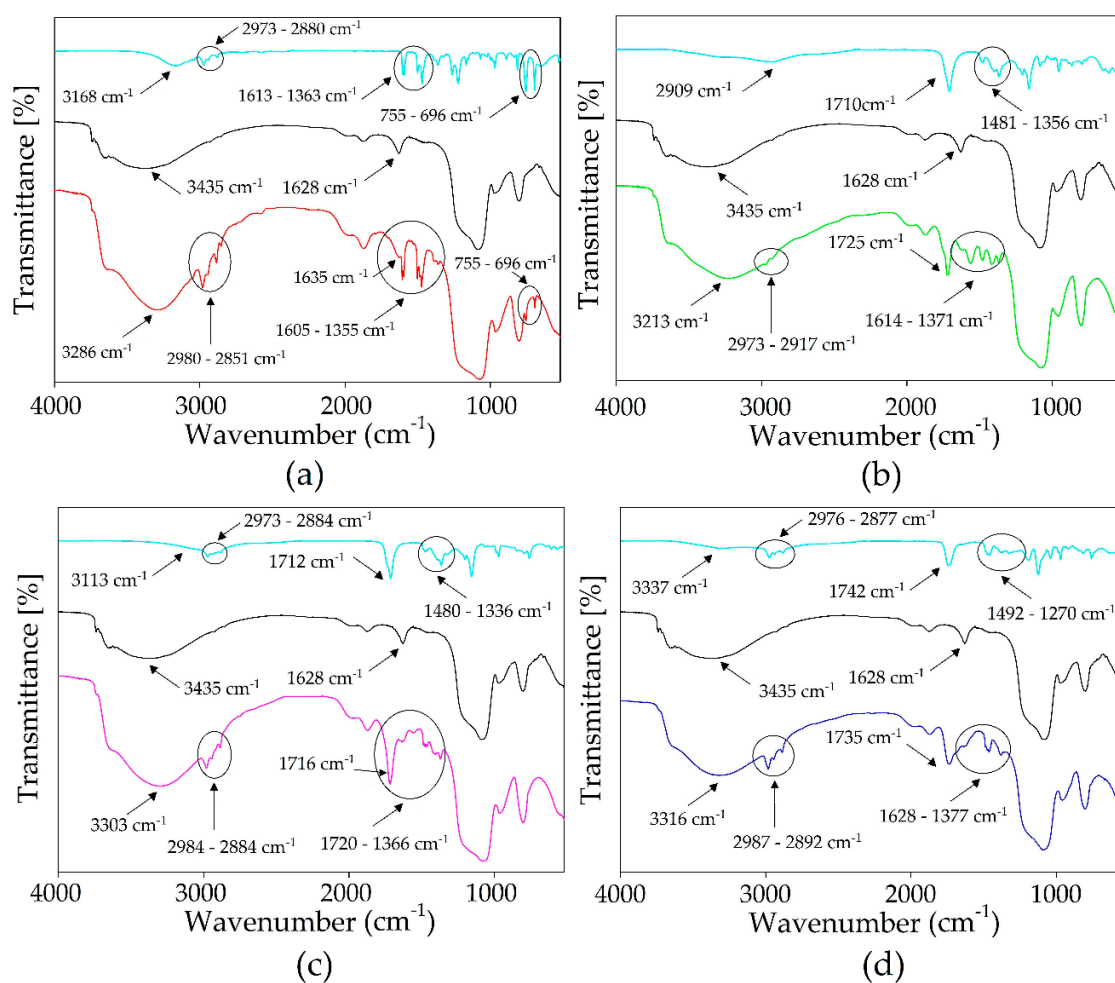 2973 – 2880 cm-1
3168 cm-1
1613 - 1363 cm-1
755 - 696 cm-1
3435 cm-1
1628 cm-1
755 - 696 cm-1
1635 cm-1
1605 - 1355 cm-1
3286 cm-1
2980 – 2851 cm-1
Transmittance [%]
4000 3000 2000 1000
Wavenumber (cm-1)
(a)
2909 cm-1
1710cm-1
1481 - 1356 cm-1
1628 cm-1
3435 cm-1
1725 cm-1
3213 cm-1
1614 - 1371 cm-1
2973 – 2917 cm-1
Transmittance [%]
4000 3000 2000 1000
Wavenumber (cm-1)
(b)
2973 - 2884 cm-1
1712 cm-1
3113 cm-1
1480 - 1336 cm-1
3435 cm-1
1628 cm-1
1716 cm-1
3303 cm-1
2984 – 2884 cm-1
1720 - 1366 cm-1
Transmittance [%]
4000 3000 2000 1000
Wavenumber (cm-1)
(c)
2976 - 2877 cm-1
3337 cm-1
1742 cm-1
1492 - 1270 cm-1
3435 cm-1
1628 cm-1
1735 cm-1
3316 cm-1
1628 - 1377 cm-1
2987 – 2892 cm-1
Transmittance [%]
4000 3000 2000 1000
Wavenumber (cm-1)
(d)